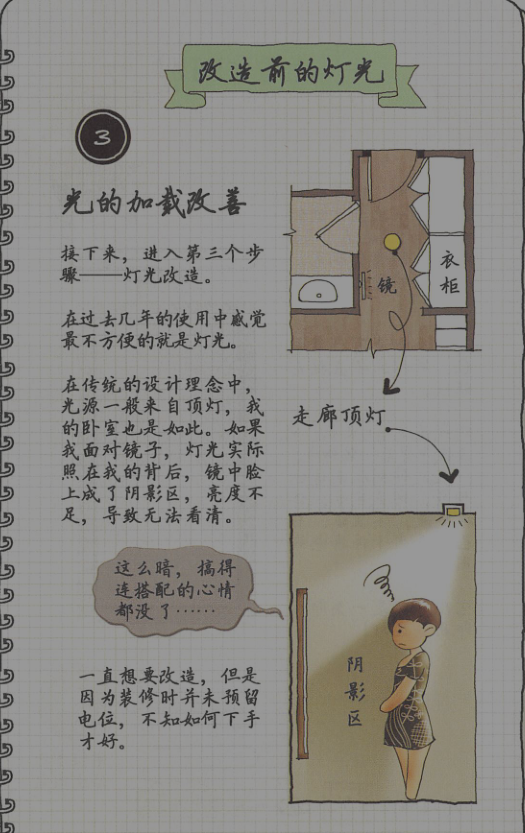 改造前的灯光
3
光的加载改善
接下来，进入第三个步
骤——灯光改造。
在过去几年的使用中感觉
最不方便的就是灯光。
在传统的设计理念中，
光源一般来自顶灯，我
的卧室也是如此。如果
我面对镜子，灯光实际
照在我的背后，镜中脸
上成了阴影区，亮度不
足，导致无法看清。
衣
柜
镜
走廊顶灯
这么暗，搞得
连搭配的心情
都没了……
阴
影
区
一直想要改造，但是
因为装修时并未预留
电位，不知如何下手
才好。